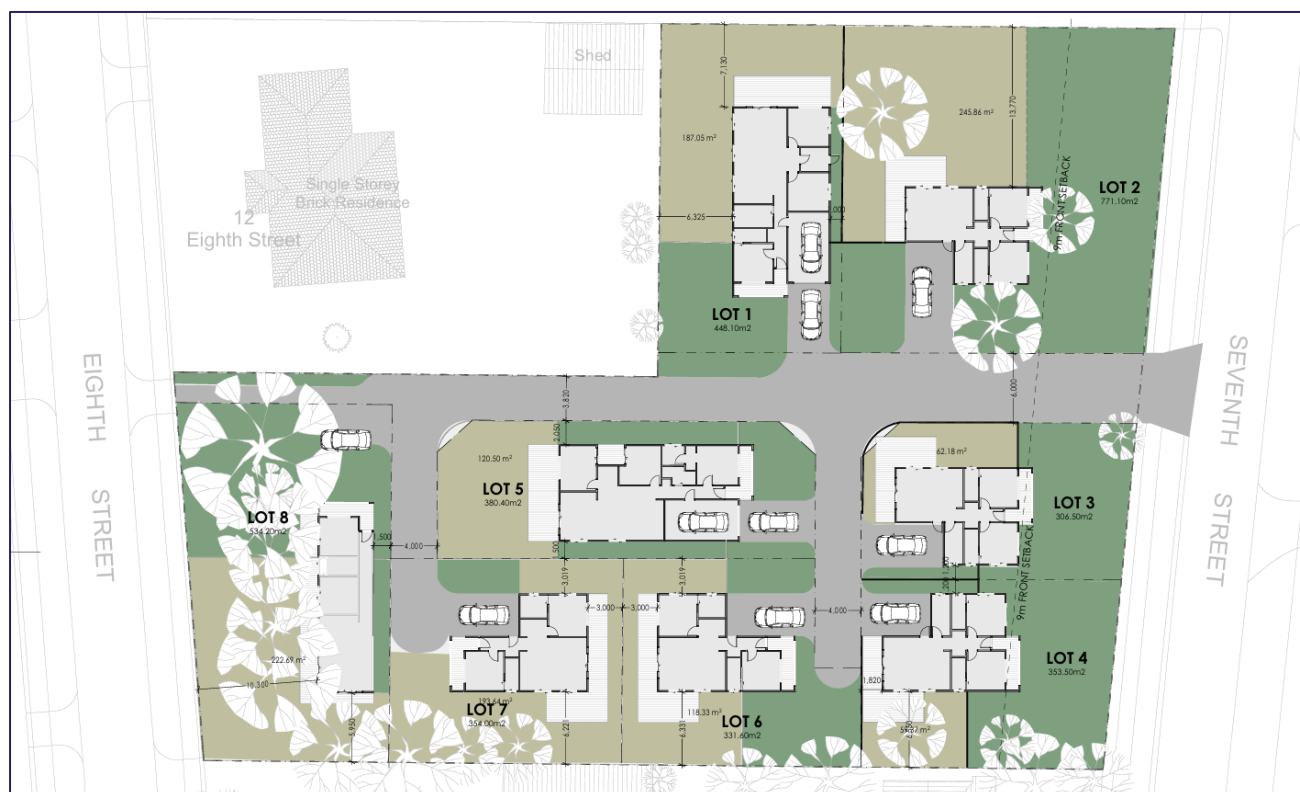 Shed
7,130
13,770
187.05 m²
245.86 m²
9m FRONT SETBACK
LOT 2
771.10m2
Single Storey
Brick Residence
12
Eighth Street
6,325
LOT 1
448.10m2
EIGHTH STREET
SEVENTH STREET
3,820
6,000
2,050
120.50 m²
62.18 m²
LOT 5
380.40m2
LOT 3
306.50m2
LOT 8
534.20m2
1,500
4,000
1,500
3,019
3,019
9m FRONT SETBACK
3,000
3,000
4,000
222.69 m²
10,300
1,820
LOT 4
353.50m2
193.64 m²
LOT 7
354.00m2
118.33 m²
LOT 6
331.60m2
5,950
6,221
6,331